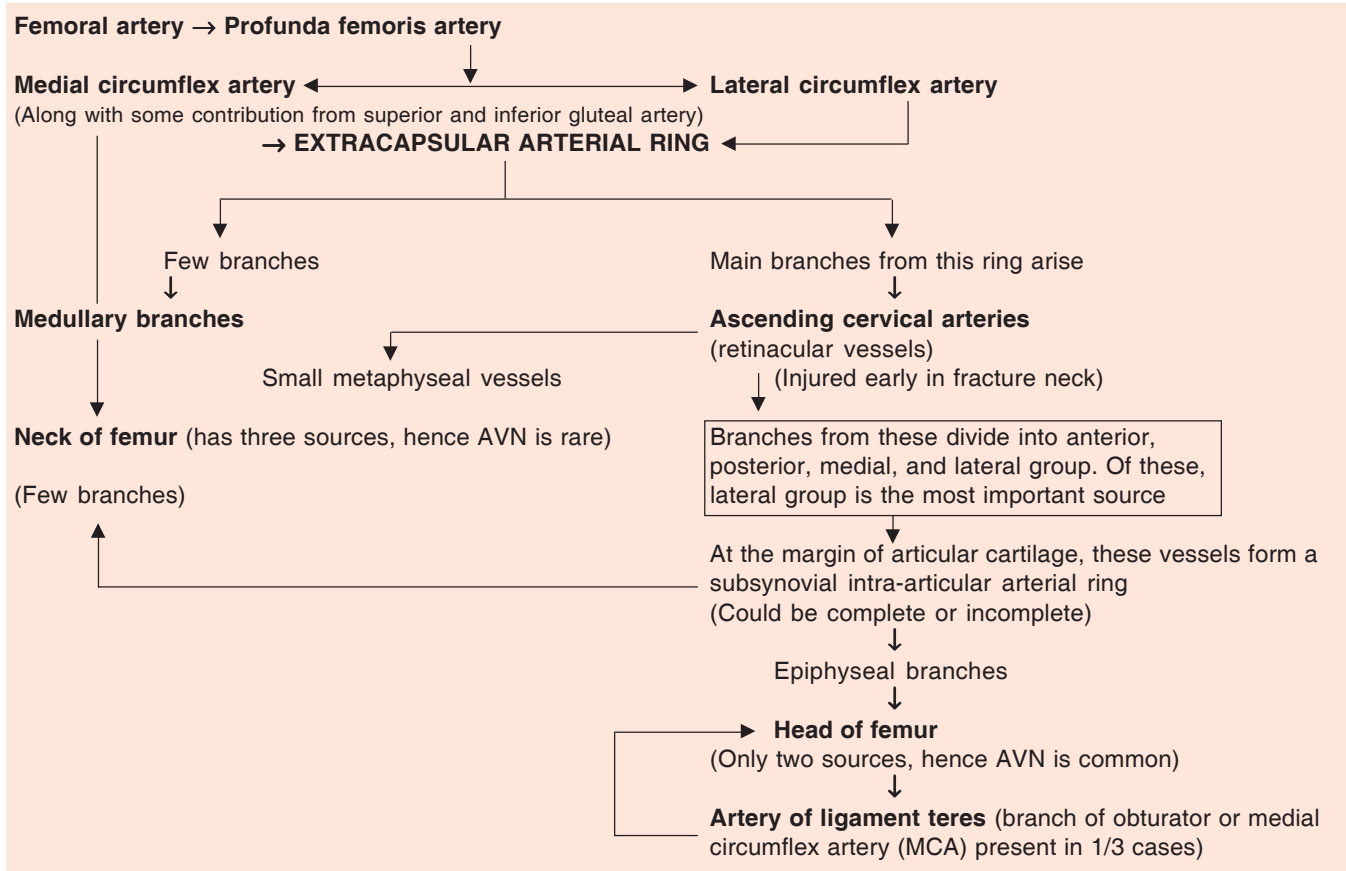 Femoral artery → Profunda femoris artery
Medial circumflex artery
Lateral circumflex artery
(Along with some contribution from superior and inferior gluteal artery)
→ EXTRACAPSULAR ARTERIAL RING
Few branches
Main branches from this ring arise
Medullary branches
Ascending cervical arteries
(retinacular vessels)
Small metaphyseal vessels
(Injured early in fracture neck)
Neck of femur (has three sources, hence AVN is rare)
(Few branches)
Branches from these divide into anterior,
posterior, medial, and lateral group. Of these,
lateral group is the most important source
At the margin of articular cartilage, these vessels form a
subsynovial intra-articular arterial ring
(Could be complete or incomplete)
Epiphyseal branches
Head of femur
(Only two sources, hence AVN is common)
Artery of ligament teres (branch of obturator or medial
circumflex artery (MCA) present in 1/3 cases)